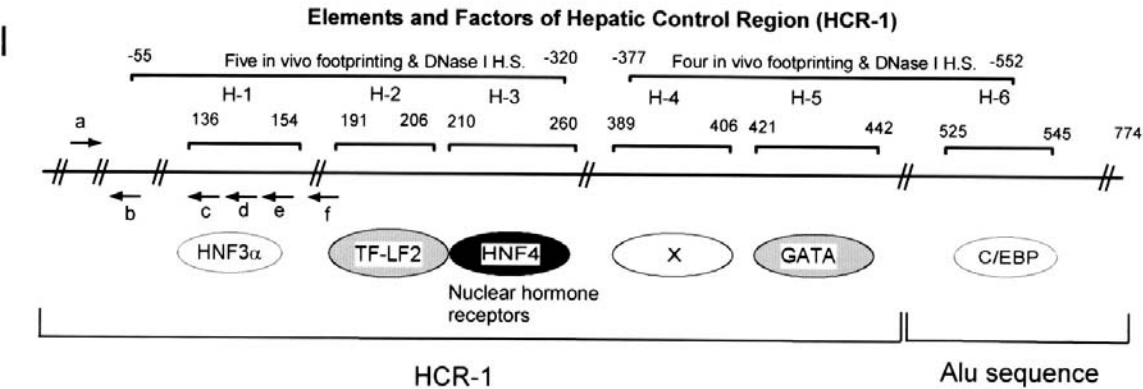 Elements and Factors of Hepatic Control Region (HCR-1)
I
-55 Five in vivo footprinting & DNase I H.S. -320 -377 Four in vivo footprinting & DNase I H.S. -552
H-1 H-2 H-3 H-4 H-5 H-6
a 136 154 191 206 210 260 389 406 421 442 525 545 774
b c d e f
HNF3α TF-LF2 HNF4 X GATA C/EBP
Nuclear hormone
receptors
HCR-1 Alu sequence